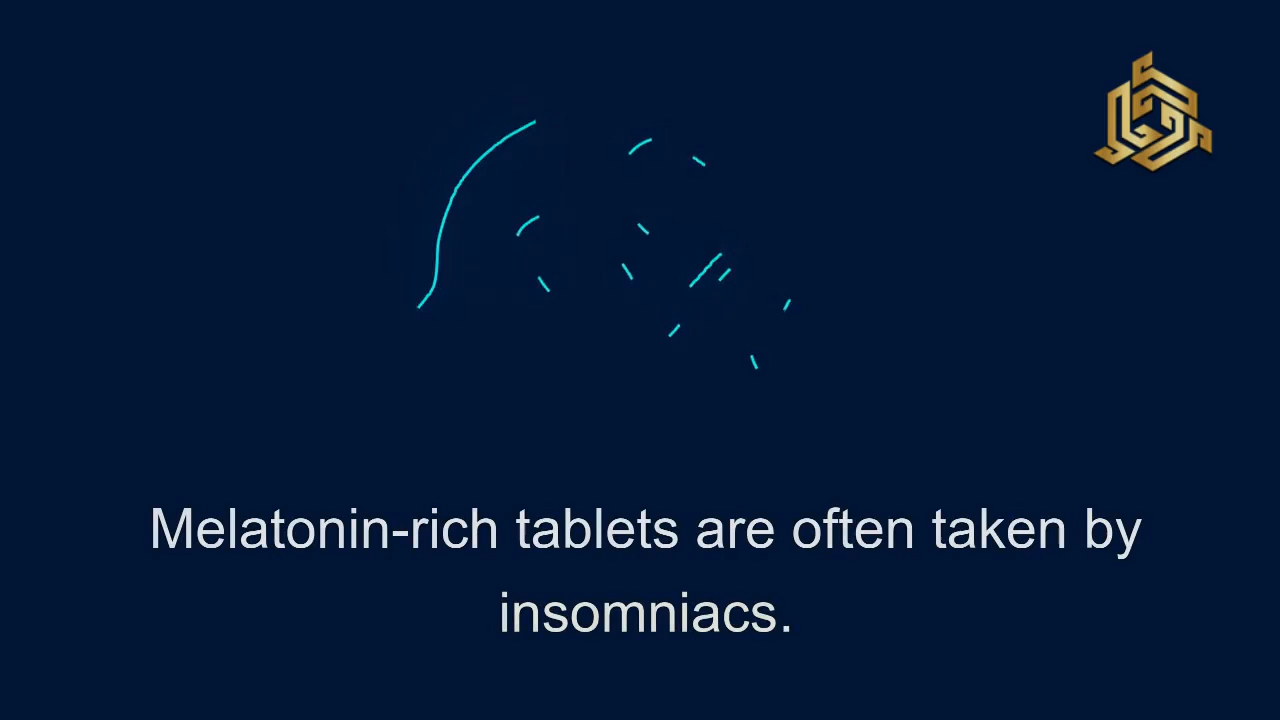 Melatonin-rich tablets are often taken by
insomniacs.